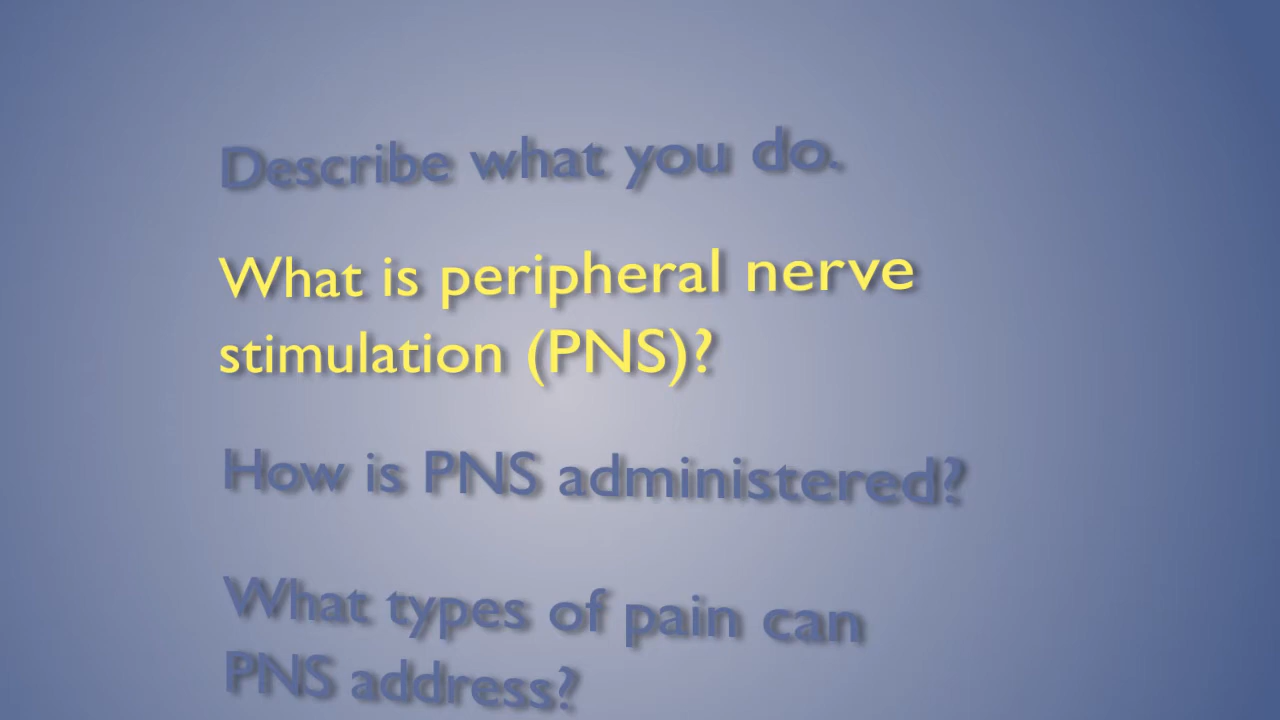 Describe what you do.
What is peripheral nerve
stimulation (PNS)?
How is PNS administered?
What types of pain can
PNS address?